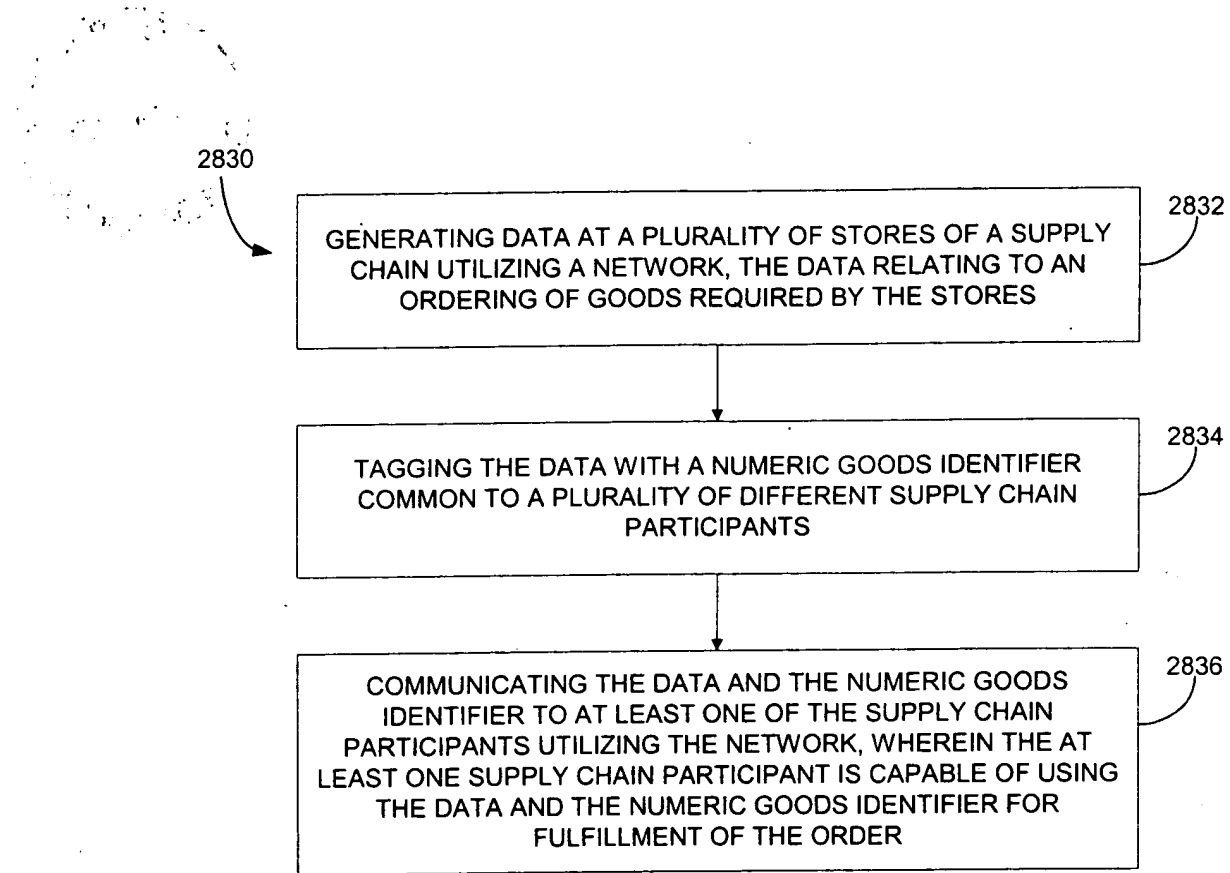 2830
2832
GENERATING DATA AT A PLURALITY OF STORES OF A SUPPLY
CHAIN UTILIZING A NETWORK, THE DATA RELATING TO AN
ORDERING OF GOODS REQUIRED BY THE STORES
2834
TAGGING THE DATA WITH A NUMERIC GOODS IDENTIFIER
COMMON TO A PLURALITY OF DIFFERENT SUPPLY CHAIN
PARTICIPANTS
2836
COMMUNICATING THE DATA AND THE NUMERIC GOODS
IDENTIFIER TO AT LEAST ONE OF THE SUPPLY CHAIN
PARTICIPANTS UTILIZING THE NETWORK, WHEREIN THE AT
LEAST ONE SUPPLY CHAIN PARTICIPANT IS CAPABLE OF USING
THE DATA AND THE NUMERIC GOODS IDENTIFIER FOR
FULFILLMENT OF THE ORDER